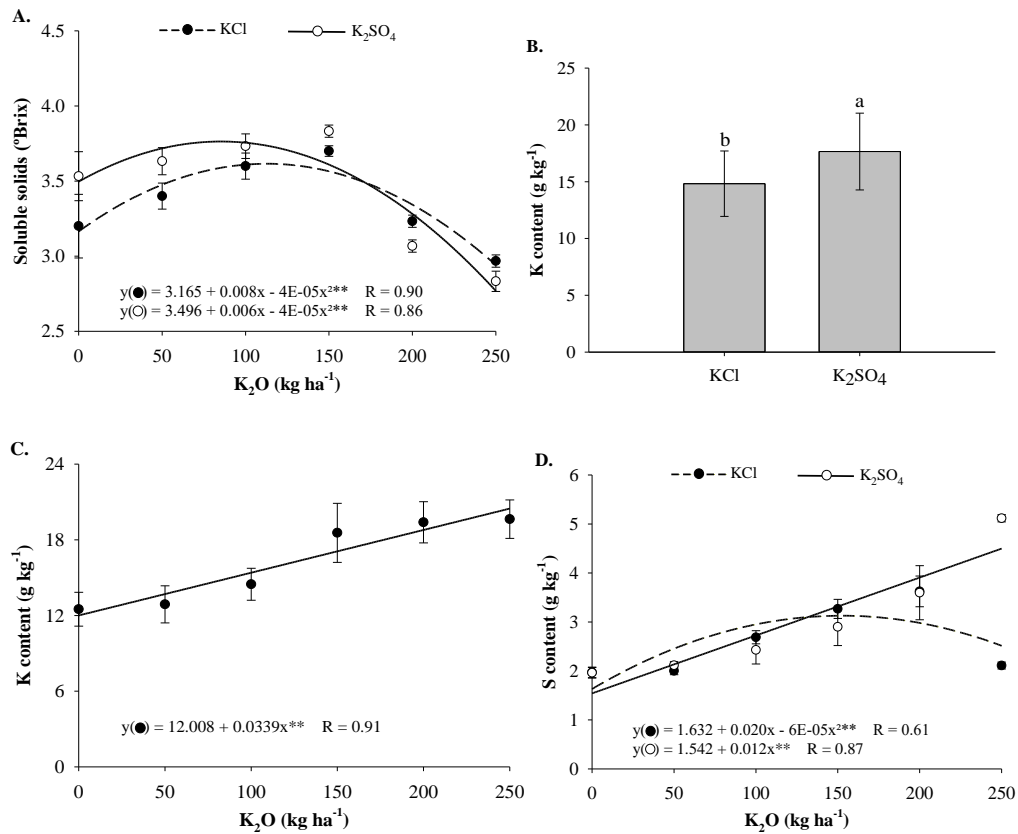 A.
KCl
K₂SO₄
4.5
4.0
3.5
3.0
2.5
Soluble solids (ºBrix)
y(●) = 3.165 + 0.008x - 4E-05x²** R = 0.90
y(○) = 3.496 + 0.006x - 4E-05x²** R = 0.86
0 50 100 150 200 250
K₂O (kg ha⁻¹)
B.
25
20
15
10
5
0
K content (g kg⁻¹)
b
a
KCl K₂SO₄
C.
24
18
12
6
0
K content (g kg⁻¹)
y(●) = 12.008 + 0.0339x** R = 0.91
0 50 100 150 200 250
K₂O (kg ha⁻¹)
D.
KCl
K₂SO₄
6
5
4
3
2
1
0
S content (g kg⁻¹)
y(●) = 1.632 + 0.020x - 6E-05x²** R = 0.61
y(○) = 1.542 + 0.012x** R = 0.87
0 50 100 150 200 250
K₂O (kg ha⁻¹)